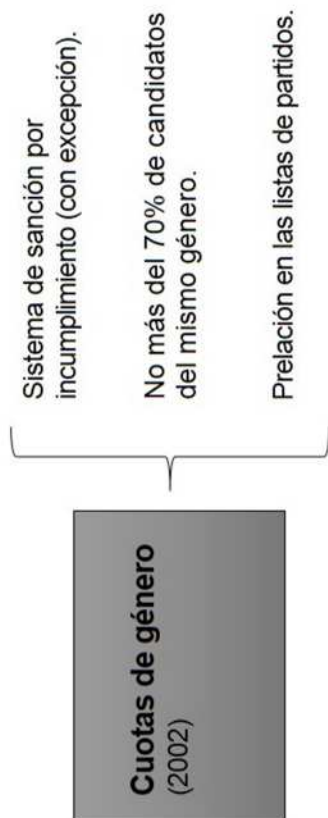 Cuotas de género
(2002)
Sistema de sanción por
incumplimiento (con excepción).
No más del 70% de candidatos
del mismo género.
Prelación en las listas de partidos.